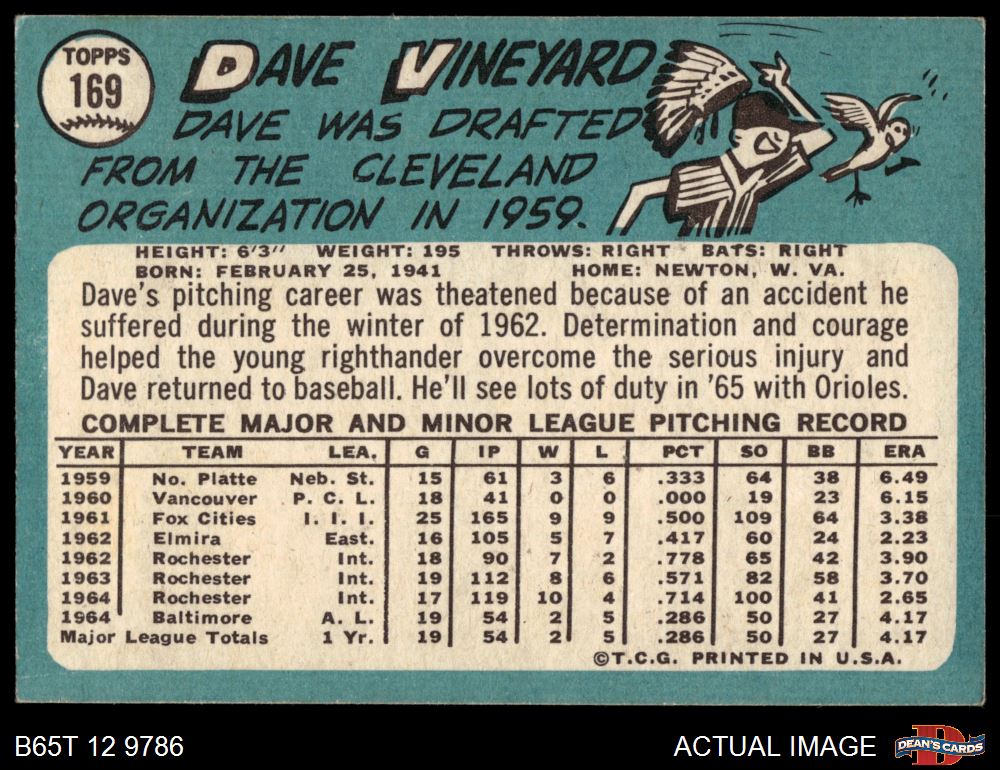 TOPPS
169
DAVE VINEYARD
DAVE WAS DRAFTED
FROM THE CLEVELAND
ORGANIZATION IN 1959.
HEIGHT: 6'3" WEIGHT: 195 THROWS: RIGHT BATS: RIGHT
BORN: FEBRUARY 25, 1941 HOME: NEWTON, W. VA.
Dave's pitching career was theatened because of an accident he
suffered during the winter of 1962. Determination and courage
helped the young righthander overcome the serious injury and
Dave returned to baseball. He'll see lots of duty in '65 with Orioles.
COMPLETE MAJOR AND MINOR LEAGUE PITCHING RECORD
YEAR TEAM LEA. G IP W L PCT SO BB ERA
1959 No. Platte Neb. St. 15 61 3 6 .333 64 38 6.49
1960 Vancouver P. C. L. 18 41 0 0 .000 19 23 6.15
1961 Fox Cities I. I. I. 25 165 9 9 .500 109 64 3.38
1962 Elmira East. 16 105 5 7 .417 60 24 2.23
1962 Rochester Int. 18 90 7 2 .778 65 42 3.90
1963 Rochester Int. 19 112 8 6 .571 82 58 3.70
1964 Rochester Int. 17 119 10 4 .714 100 41 2.65
1964 Baltimore A. L. 19 54 2 5 .286 50 27 4.17
Major League Totals 1 Yr. 19 54 2 5 .286 50 27 4.17
©T.C.G. PRINTED IN U.S.A.
B65T 12 9786 ACTUAL IMAGE D DEAN'S CARDS